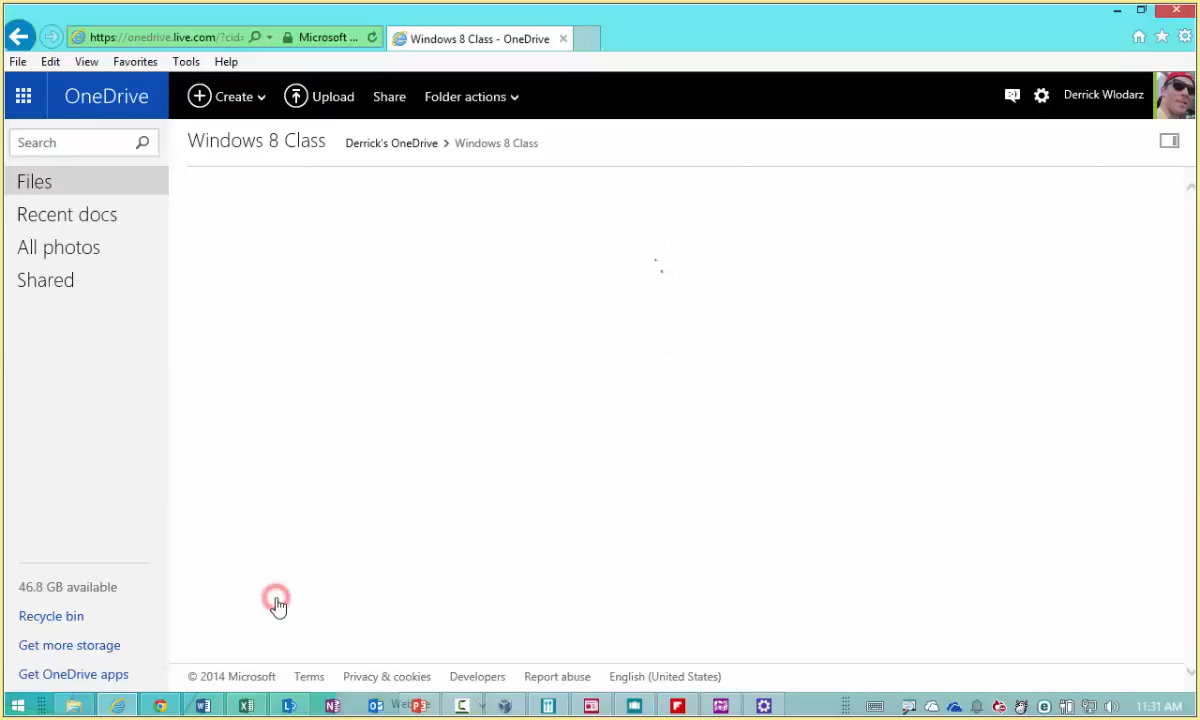 https://onedrive.live.com/?cid=
Microsoft ...
Windows 8 Class - OneDrive
File Edit View Favorites Tools Help
OneDrive
Create
Upload
Share
Folder actions
Derrick Wlodarz
Search
Windows 8 Class
Derrick's OneDrive > Windows 8 Class
Files
Recent docs
All photos
Shared
46.8 GB available
Recycle bin
Get more storage
Get OneDrive apps
© 2014 Microsoft Terms Privacy & cookies Developers Report abuse English (United States)
11:31 AM